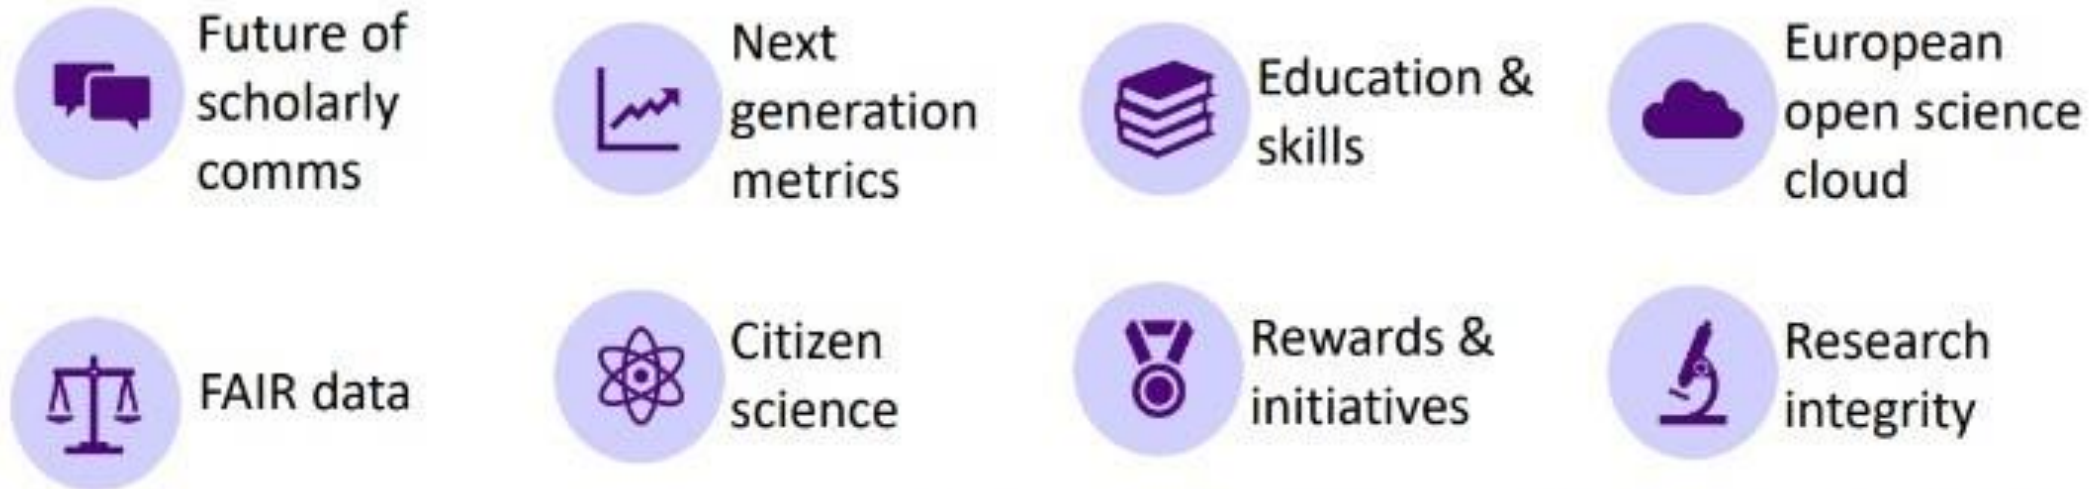 Future of
scholarly
comms
Next
generation
metrics
Education &
skills
European
open science
cloud
FAIR data
Citizen
science
Rewards &
initiatives
Research
integrity